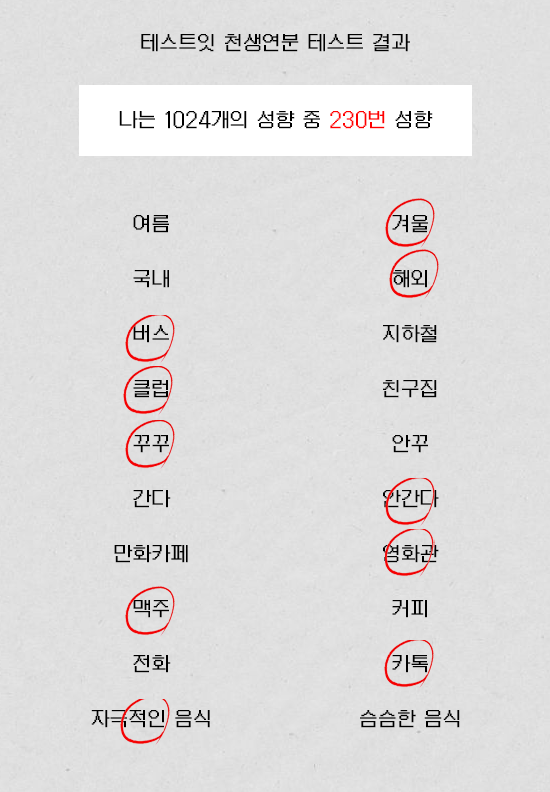 테스트잇 천생연분 테스트 결과
나는 1024개의 성향 중 230번 성향
여름 겨울
국내 해외
버스 지하철
클럽 친구집
꾸꾸 안꾸
간다 안간다
만화카페 영화관
맥주 커피
전화 카톡
자극적인 음식 슴슴한 음식